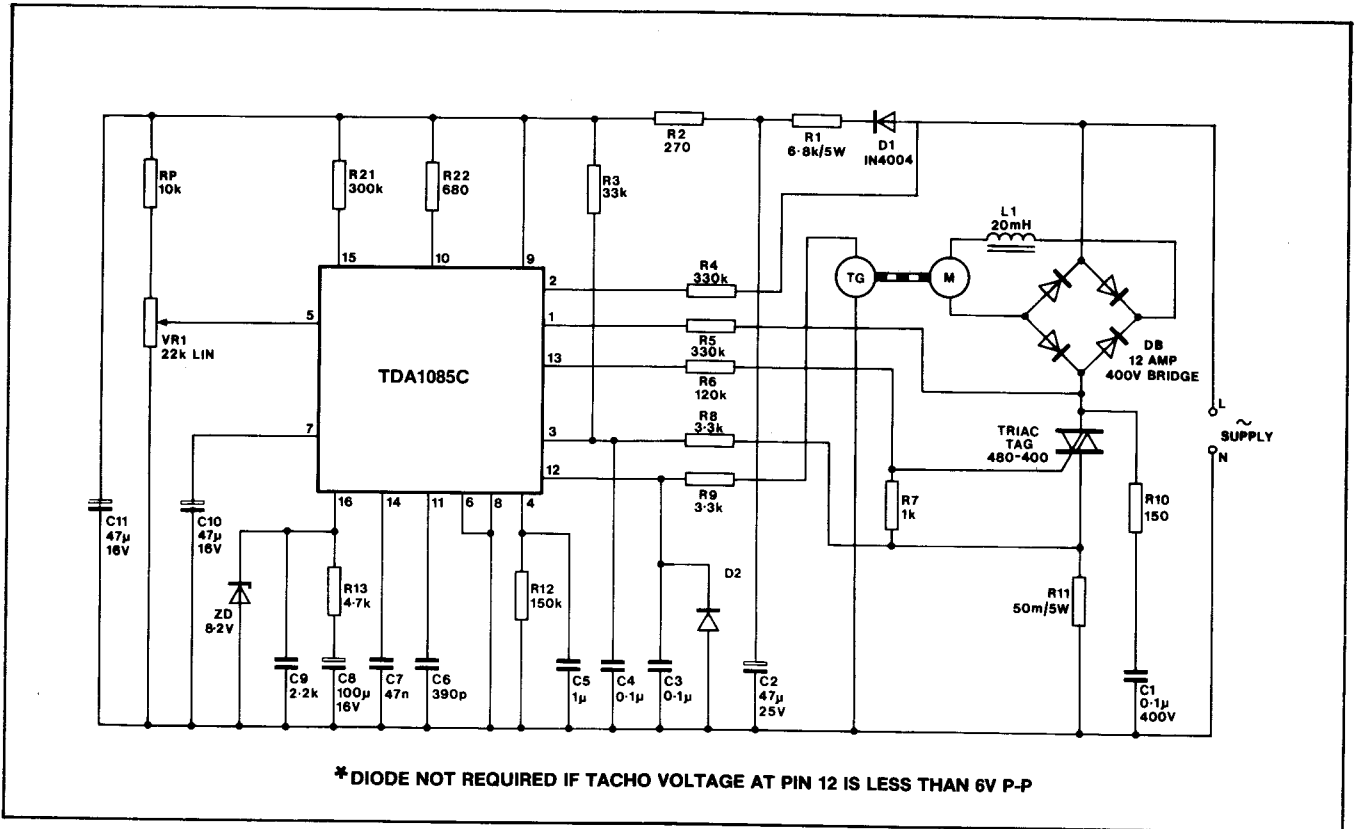 RP
10k
R21
300k
R22
680
R3
33k
R2
270
R1
6·8k/5W
D1
IN4004
L1
20mH
15
10
9
2
R4
330k
TG
M
5
1
VR1
22k LIN
R5
330k
DB
12 AMP
400V BRIDGE
TDA1085C
13
R6
120k
L
~
SUPPLY
N
7
3
R8
3·3k
TRIAC
TAG
480-400
12
R9
3·3k
R7
1k
R10
150
16
14
11
6
8
4
C11
47µ
16V
C10
47µ
16V
ZD
8·2V
R13
4·7k
R12
150k
D2
R11
50m/5W
C9
2·2k
C8
100µ
16V
C7
47n
C6
390p
C5
1µ
C4
0·1µ
C3
0·1µ
C2
47µ
25V
C1
0·1µ
400V
*DIODE NOT REQUIRED IF TACHO VOLTAGE AT PIN 12 IS LESS THAN 6V P-P